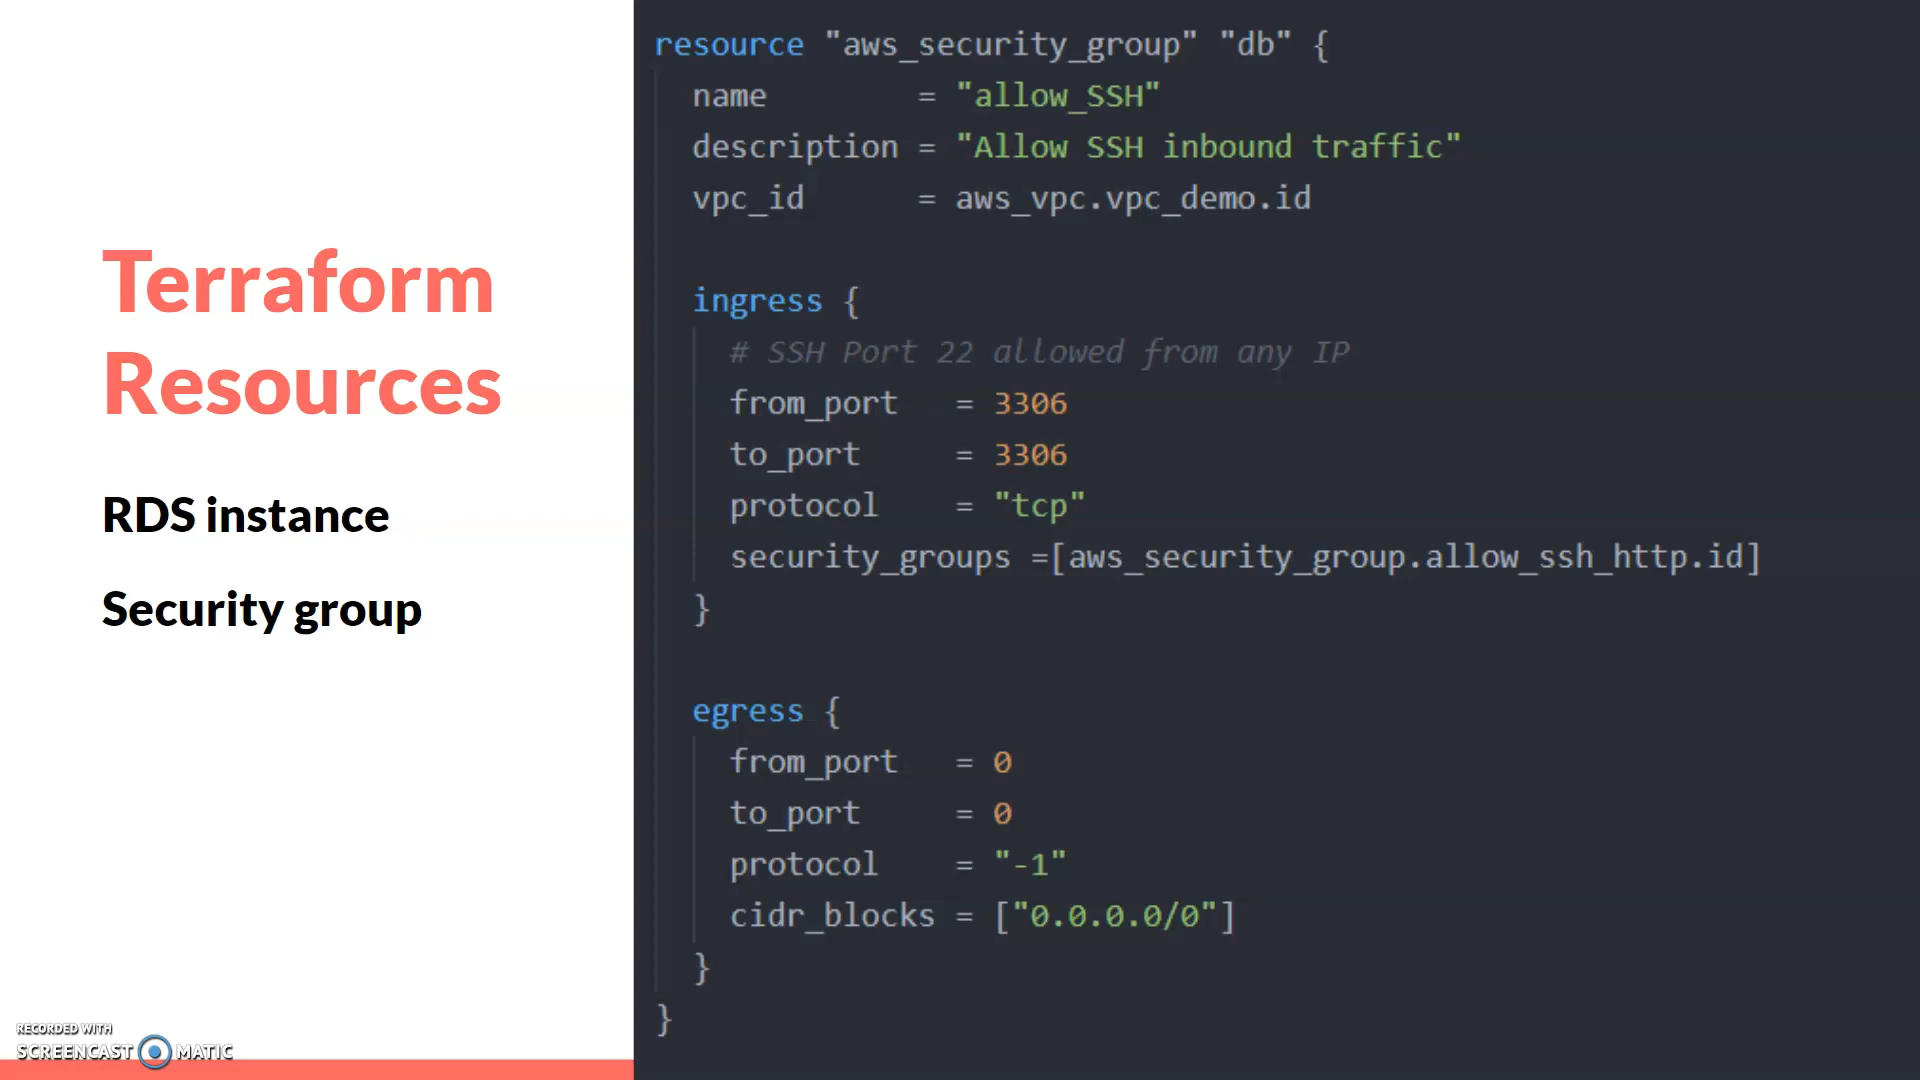 Terraform
Resources
RDS instance
Security group
resource "aws_security_group" "db" {
  name        = "allow_SSH"
  description = "Allow SSH inbound traffic"
  vpc_id      = aws_vpc.vpc_demo.id

  ingress {
    # SSH Port 22 allowed from any IP
    from_port   = 3306
    to_port     = 3306
    protocol    = "tcp"
    security_groups =[aws_security_group.allow_ssh_http.id]
  }

  egress {
    from_port   = 0
    to_port     = 0
    protocol    = "-1"
    cidr_blocks = ["0.0.0.0/0"]
  }
}
RECORDED WITH
SCREENCAST MATIC